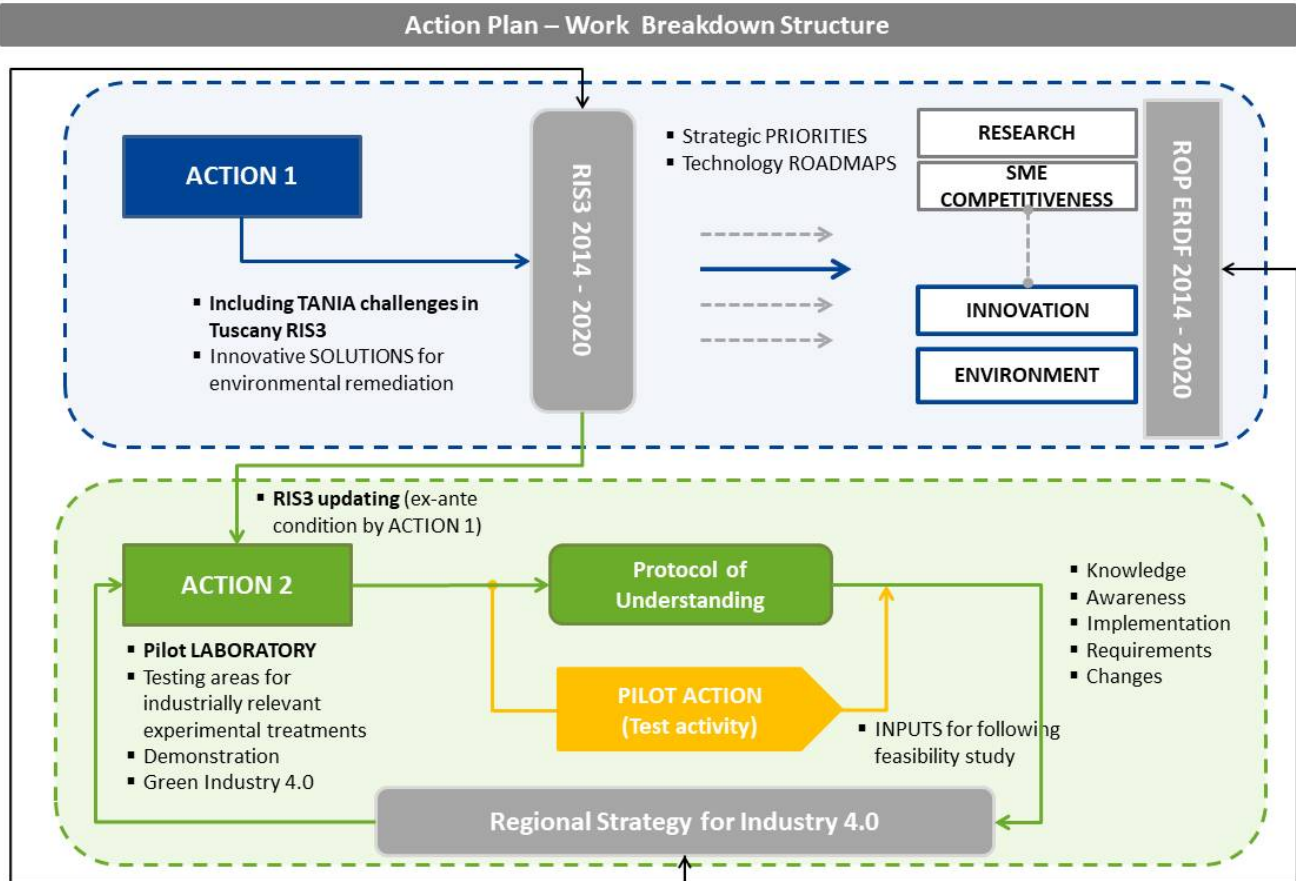 Action Plan – Work Breakdown Structure
ACTION 1
▪ Including TANIA challenges in
Tuscany RIS3
▪ Innovative SOLUTIONS for
environmental remediation
RIS3 2014 - 2020
▪ Strategic PRIORITIES
▪ Technology ROADMAPS
RESEARCH
SME
COMPETITIVENESS
INNOVATION
ENVIRONMENT
ROP ERDF 2014 - 2020
▪ RIS3 updating (ex-ante
condition by ACTION 1)
ACTION 2
▪ Pilot LABORATORY
▪ Testing areas for
industrially relevant
experimental treatments
▪ Demonstration
▪ Green Industry 4.0
Protocol of
Understanding
PILOT ACTION
(Test activity)
▪ INPUTS for following
feasibility study
▪ Knowledge
▪ Awareness
▪ Implementation
▪ Requirements
▪ Changes
Regional Strategy for Industry 4.0